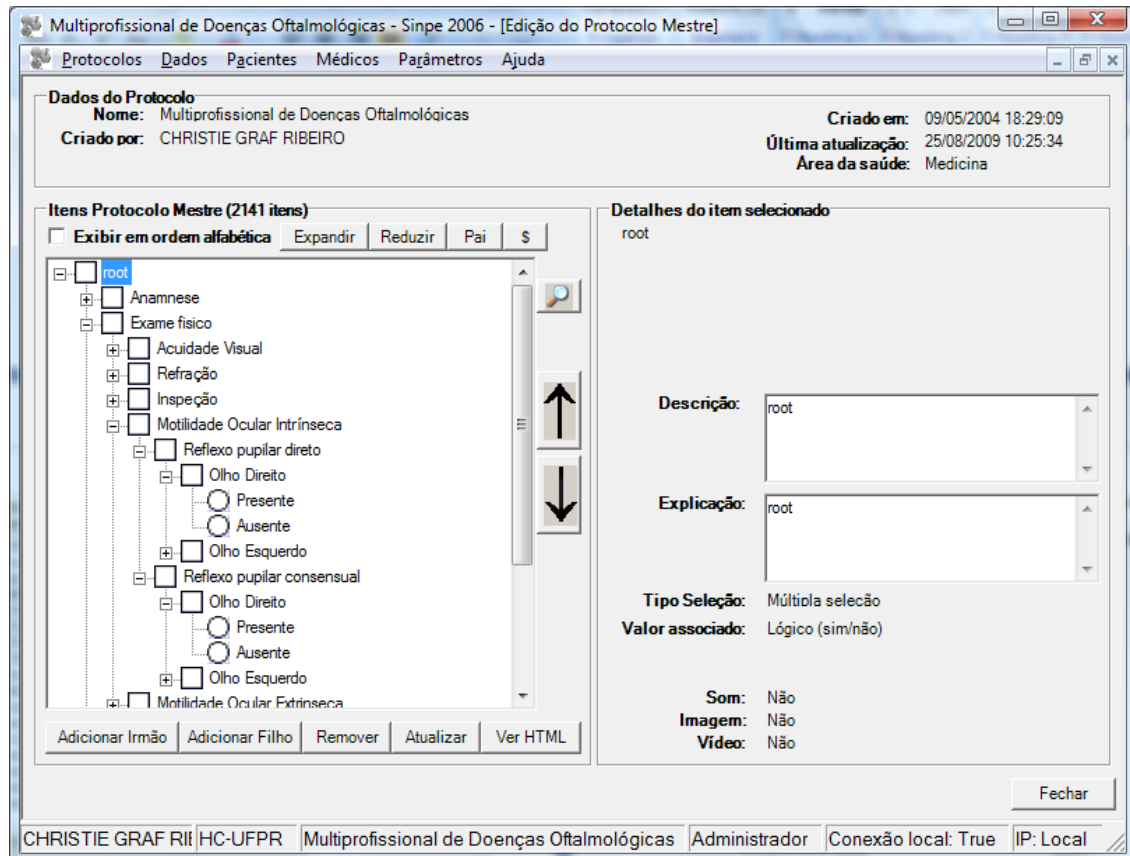 Multiprofissional de Doenças Oftalmológicas - Sinpe 2006 - [Edição do Protocolo Mestre]
Protocolos Dados Pacientes Médicos Parâmetros Ajuda
Dados do Protocolo
Nome: Multiprofissional de Doenças Oftalmológicas
Criado por: CHRISTIE GRAF RIBEIRO
Criado em: 09/05/2004 18:29:09
Última atualização: 25/08/2009 10:25:34
Área da saúde: Medicina
Itens Protocolo Mestre (2141 itens)
Exibir em ordem alfabética Expandir Reduzir Pai $
root
Anamnese
Exame fisico
Acuidade Visual
Refração
Inspeção
Motilidade Ocular Intrínseca
Reflexo pupilar direto
Olho Direito
Presente
Ausente
Olho Esquerdo
Reflexo pupilar consensual
Olho Direito
Presente
Ausente
Olho Esquerdo
Motilidade Ocular Extrínseca
Adicionar Irmão Adicionar Filho Remover Atualizar Ver HTML
Detalhes do item selecionado
root
Descrição: root
Explicação: root
Tipo Seleção: Múltipla seleção
Valor associado: Lógico (sim/não)
Som: Não
Imagem: Não
Vídeo: Não
Fechar
CHRISTIE GRAF RIE HC-UFPR Multiprofissional de Doenças Oftalmológicas Administrador Conexão local: True IP: Local